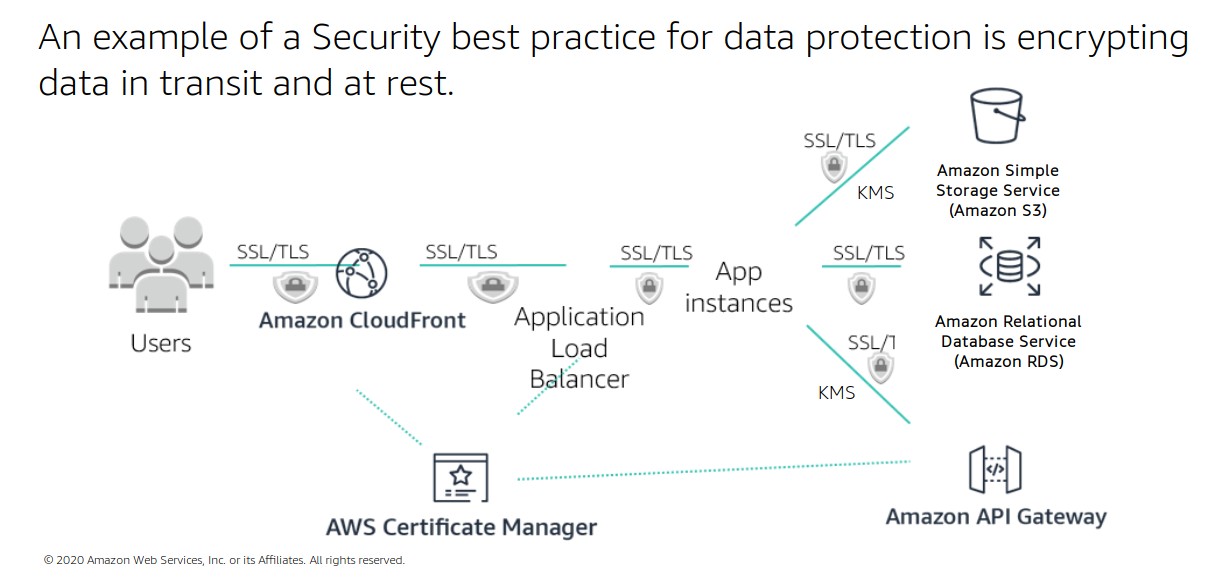 An example of a Security best practice for data protection is encrypting
data in transit and at rest.
SSL/TLS
KMS
Amazon Simple
Storage Service
(Amazon S3)
Users
SSL/TLS
Amazon CloudFront
SSL/TLS
Application
Load
Balancer
SSL/TLS
App
instances
SSL/TLS
Amazon Relational
Database Service
(Amazon RDS)
SSL/T
KMS
AWS Certificate Manager
Amazon API Gateway
© 2020 Amazon Web Services, Inc. or its Affiliates. All rights reserved.